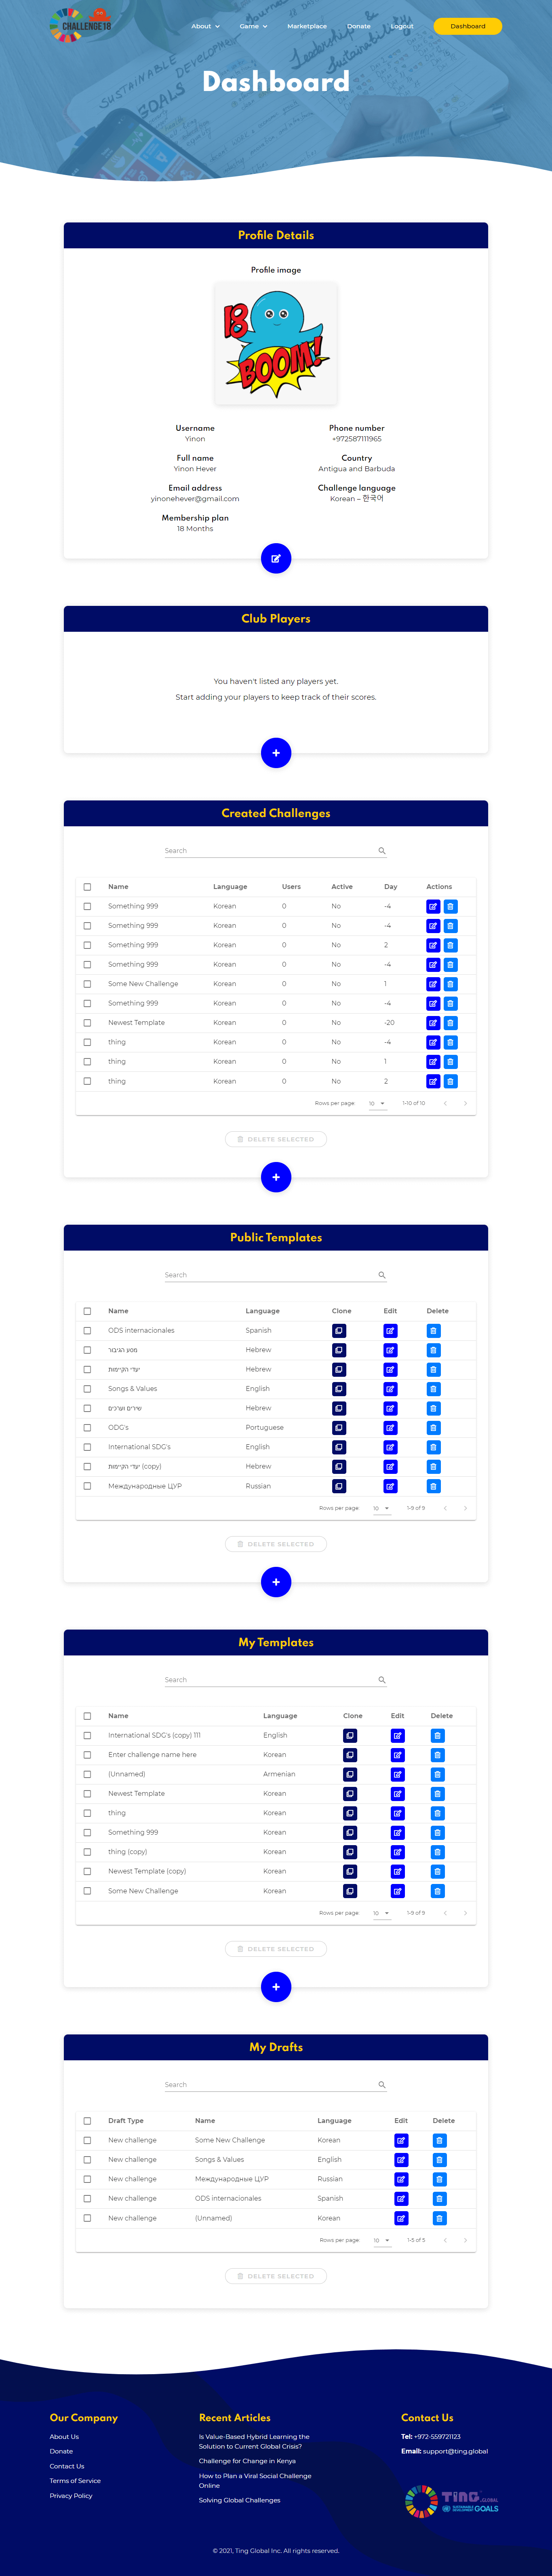 CHALLENGE18
About
Game
Marketplace
Donate
Logout
Dashboard
Dashboard
Profile Details
Profile image
18
BOOM!
Username
Yinon
Phone number
+972587111965
Full name
Yinon Hever
Country
Antigua and Barbuda
Email address
yinonehever@gmail.com
Challenge language
Korean – 한국어
Membership plan
18 Months
Club Players
You haven't listed any players yet.
Start adding your players to keep track of their scores.
Created Challenges
Search
Name Language Users Active Day Actions
Something 999 Korean 0 No -4
Something 999 Korean 0 No -4
Something 999 Korean 0 No 2
Something 999 Korean 0 No -4
Some New Challenge Korean 0 No 1
Something 999 Korean 0 No -4
Newest Template Korean 0 No -20
thing Korean 0 No -4
thing Korean 0 No 1
thing Korean 0 No 2
Rows per page: 10 1-10 of 10
DELETE SELECTED
Public Templates
Search
Name Language Clone Edit Delete
ODS internacionales Spanish
מסע הגיבור Hebrew
יעדי הקיימות Hebrew
Songs & Values English
שירים וערכים Hebrew
ODG's Portuguese
International SDG's English
יעדי הקיימות (copy) Hebrew
Международные ЦУР Russian
Rows per page: 10 1-9 of 9
DELETE SELECTED
My Templates
Search
Name Language Clone Edit Delete
International SDG's (copy) 111 English
Enter challenge name here Korean
(Unnamed) Armenian
Newest Template Korean
thing Korean
Something 999 Korean
thing (copy) Korean
Newest Template (copy) Korean
Some New Challenge Korean
Rows per page: 10 1-9 of 9
DELETE SELECTED
My Drafts
Search
Draft Type Name Language Edit Delete
New challenge Some New Challenge Korean
New challenge Songs & Values English
New challenge Международные ЦУР Russian
New challenge ODS internacionales Spanish
New challenge (Unnamed) Korean
Rows per page: 10 1-5 of 5
DELETE SELECTED
Our Company
About Us
Donate
Contact Us
Terms of Service
Privacy Policy
Recent Articles
Is Value-Based Hybrid Learning the
Solution to Current Global Crisis?
Challenge for Change in Kenya
How to Plan a Viral Social Challenge
Online
Solving Global Challenges
Contact Us
Tel: +972-559721123
Email: support@ting.global
TING.GLOBAL
SUSTAINABLE
DEVELOPMENT GOALS
© 2021, Ting Global Inc. All rights reserved.